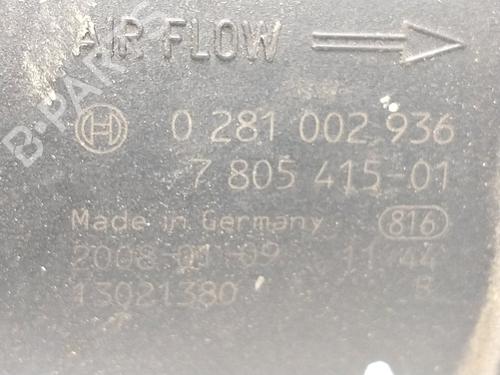 AIR FLOW
0 281 002 936
7 805 415-01
Made in Germany 816
2008-01-09 11:44
13021380 B
B-PARTS